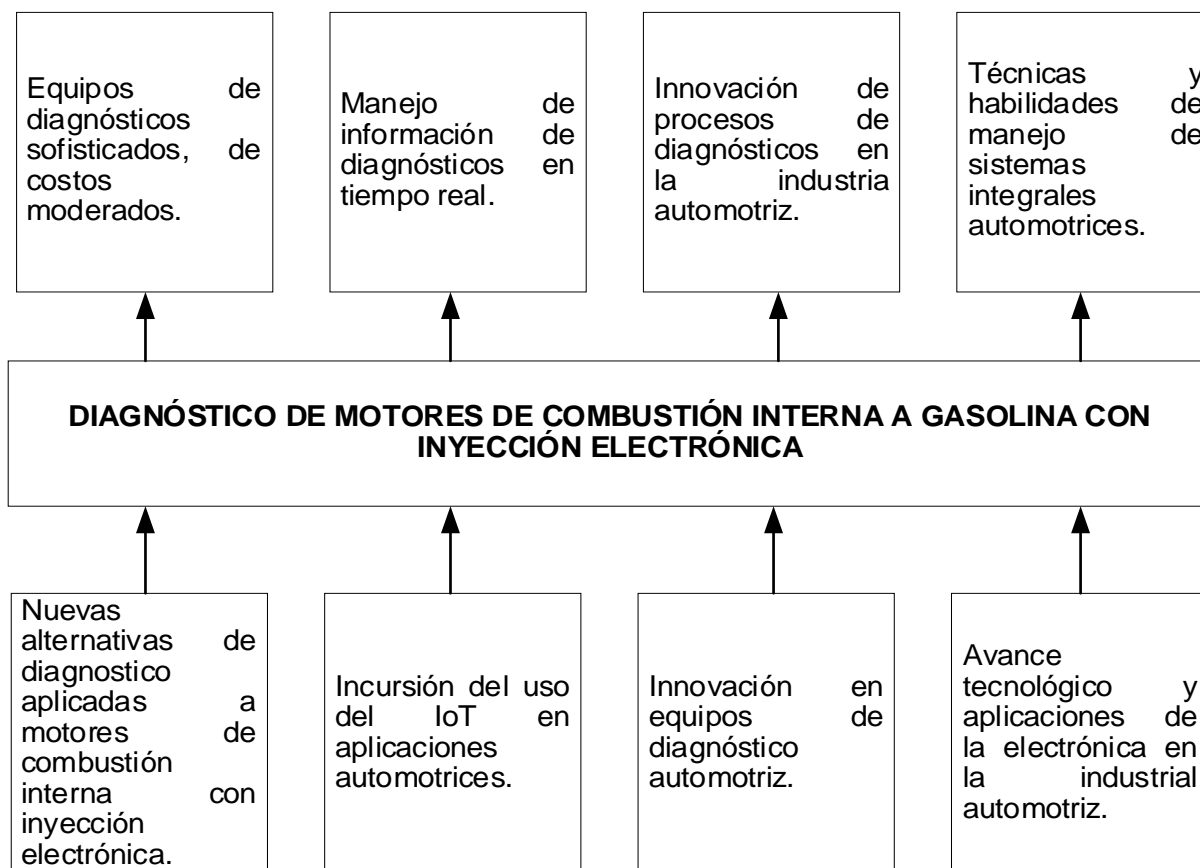 Equipos de
diagnósticos
sofisticados, de
costos
moderados.
Manejo de
información de
diagnósticos en
tiempo real.
Innovación de
procesos de
diagnósticos en
la industria
automotriz.
Técnicas y
habilidades de
manejo de
sistemas
integrales
automotrices.
DIAGNÓSTICO DE MOTORES DE COMBUSTIÓN INTERNA A GASOLINA CON
INYECCIÓN ELECTRÓNICA
Nuevas
alternativas de
diagnostico
aplicadas a
motores de
combustión
interna con
inyección
electrónica.
Incursión del uso
del IoT en
aplicaciones
automotrices.
Innovación en
equipos de
diagnóstico
automotriz.
Avance
tecnológico y
aplicaciones de
la electrónica en
la industrial
automotriz.